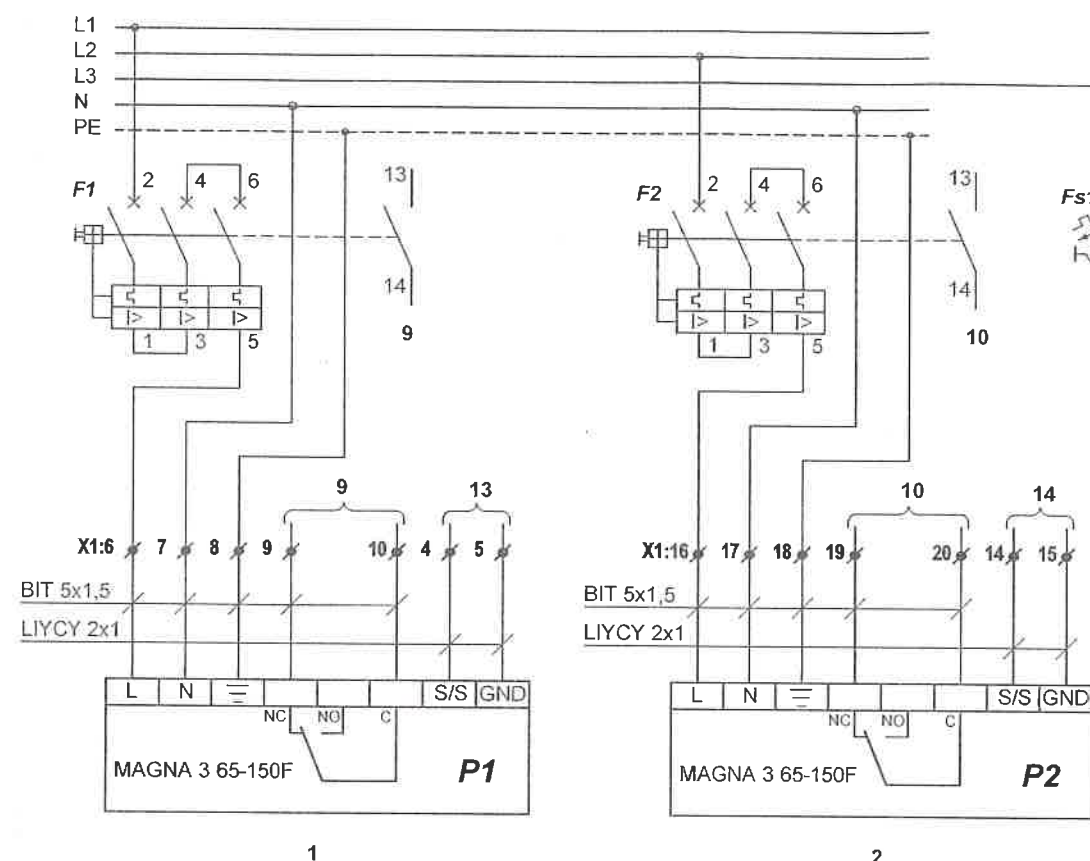 L1
L2
L3
N
PE
F1 2 4 6 13
F2 2 4 6 13
Fs1
14 14
1 3 5 9
1 3 5 10
9 13
10 14
X1:6 7 8 9 10 4 5
X1:16 17 18 19 20 14 15
BIT 5x1,5
BIT 5x1,5
LIYCY 2x1
LIYCY 2x1
L N S/S GND
L N S/S GND
NC NO C
NC NO C
MAGNA 3 65-150F P1
MAGNA 3 65-150F P2
1
2